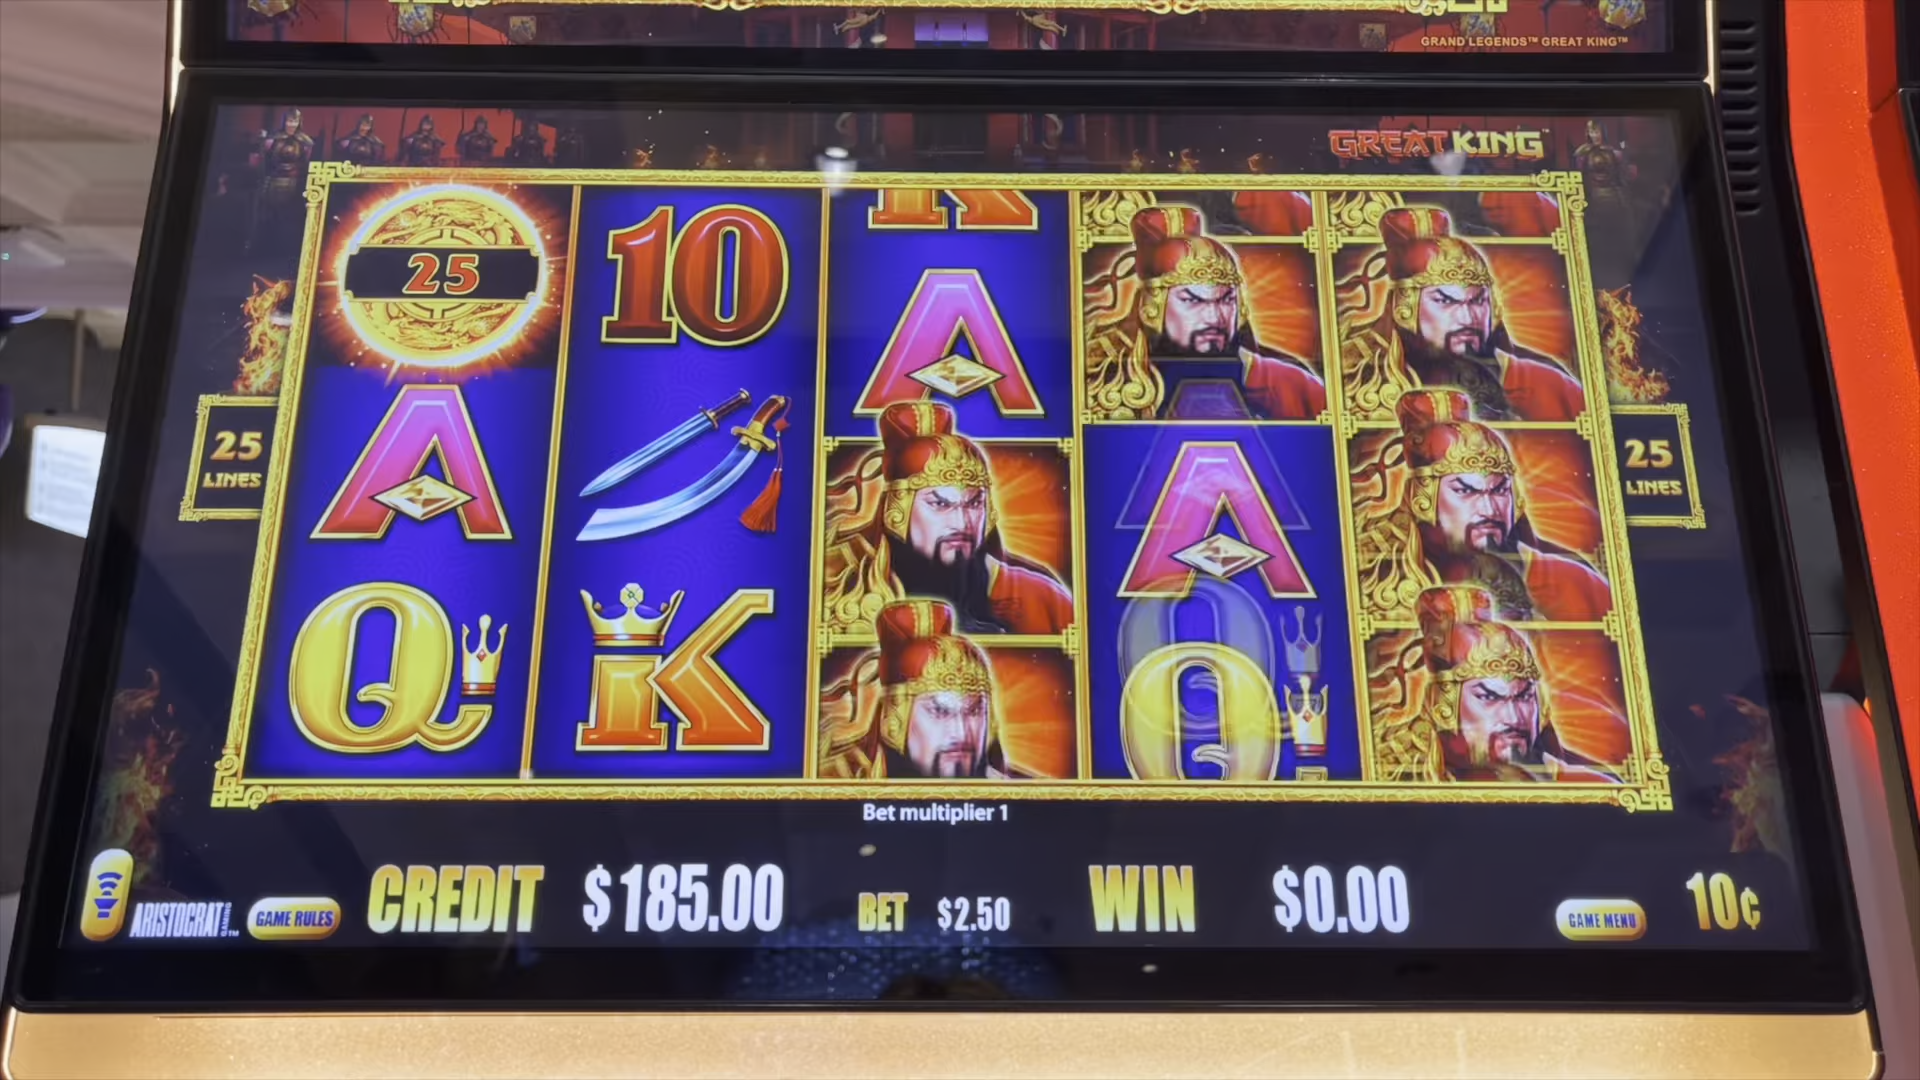 GRAND LEGENDS™ GREAT KING™
GREAT KING™
25
10
K
A
25
LINES
A
25
LINES
A
Q
K
Q
Bet multiplier 1
ARISTOCRAT GAMING™
GAME RULES
CREDIT $185.00
BET $2.50
WIN $0.00
GAME MENU
10¢